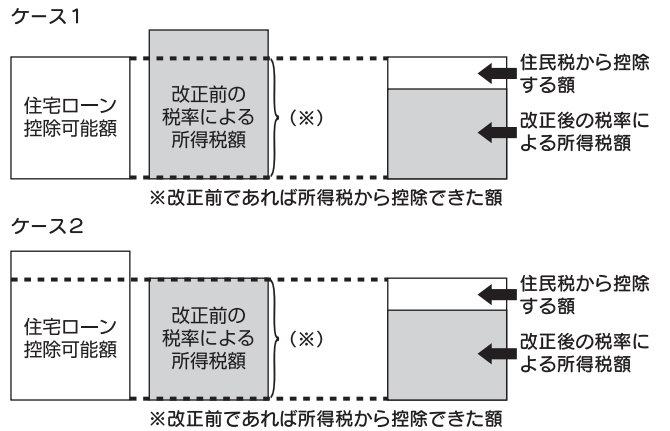 ケース1
住宅ローン
控除可能額
改正前の
税率による
所得税額
（※）
住民税から控除
する額
改正後の税率に
よる所得税額
※改正前であれば所得税から控除できた額
ケース2
住宅ローン
控除可能額
改正前の
税率による
所得税額
（※）
住民税から控除
する額
改正後の税率に
よる所得税額
※改正前であれば所得税から控除できた額